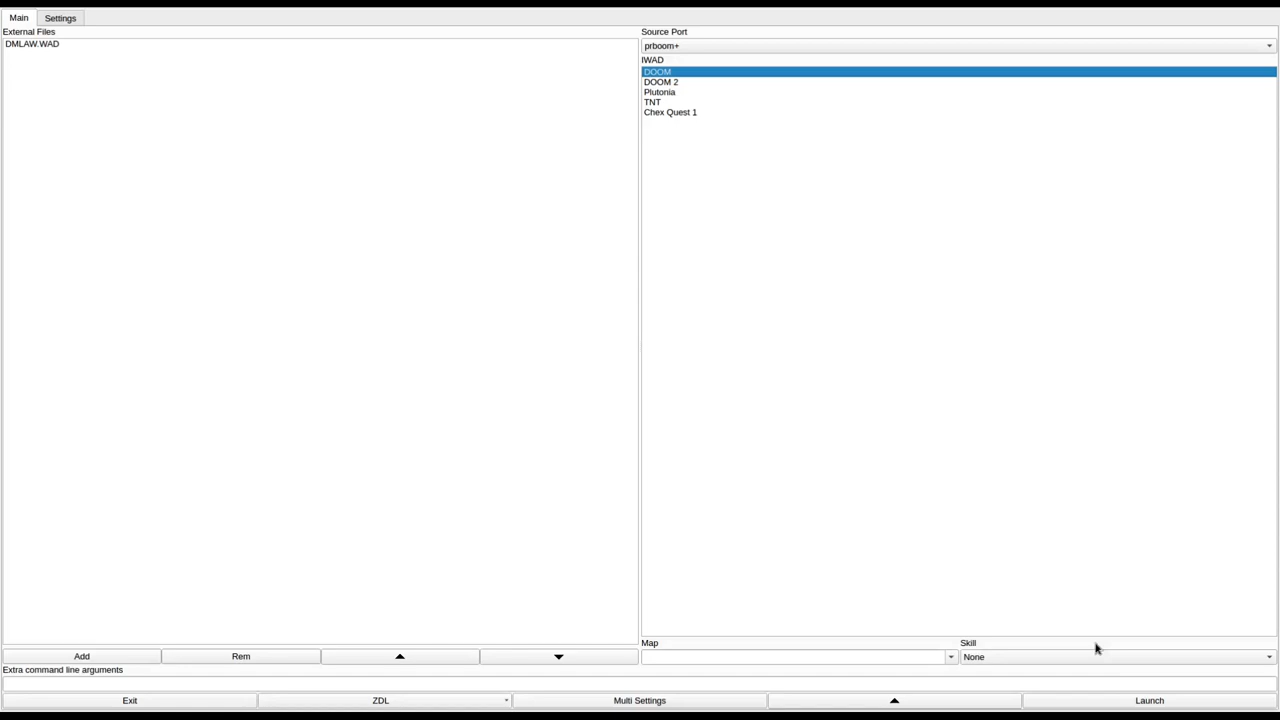 Main Settings
External Files
DMLAW.WAD
Source Port
prboom+
IWAD
DOOM
DOOM 2
Plutonia
TNT
Chex Quest 1
Map Skill
None
Add Rem
Extra command line arguments
Exit ZDL Multi Settings Launch